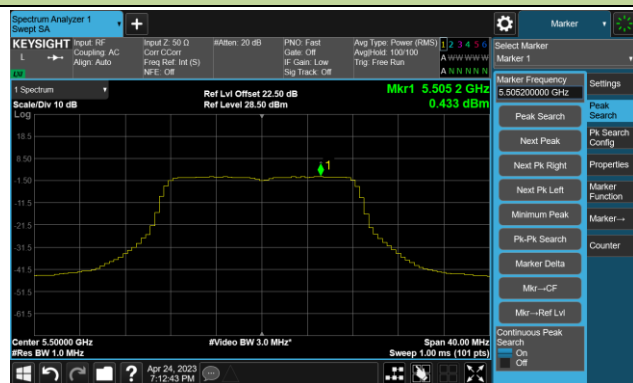 Spectrum Analyzer 1
Swept SA
Marker
KEYSIGHT
L
LM
Input: RF
Coupling: AC
Align: Auto
Input Z: 50 Ω
Corr CCorr
Freq Ref: Int (S)
NFE: Off
#Atten: 20 dB
PNO: Fast
Gate: Off
IF Gain: Low
Sig Track: Off
Avg Type: Power (RMS)
Avg|Hold: 100/100
Trig: Free Run
1 2 3 4 5 6
A W W W W W
A N N N N N
Select Marker
Marker 1
1 Spectrum
Scale/Div 10 dB
Log
Ref Lvl Offset 22.50 dB
Ref Level 28.50 dBm
Mkr1 5.505 2 GHz
0.433 dBm
1
18.5
8.50
-1.50
-11.5
-21.5
-31.5
-41.5
-51.5
-61.5
Center 5.50000 GHz
#Res BW 1.0 MHz
#Video BW 3.0 MHz*
Span 40.00 MHz
Sweep 1.00 ms (101 pts)
Marker Frequency
5.505200000 GHz
Peak Search
Next Peak
Next Pk Right
Next Pk Left
Minimum Peak
Pk-Pk Search
Marker Delta
Mkr→CF
Mkr→Ref Lvl
Continuous Peak
Search
On
Off
Settings
Peak
Search
Pk Search
Config
Properties
Marker
Function
Marker→
Counter
?
Apr 24, 2023
7:12:43 PM